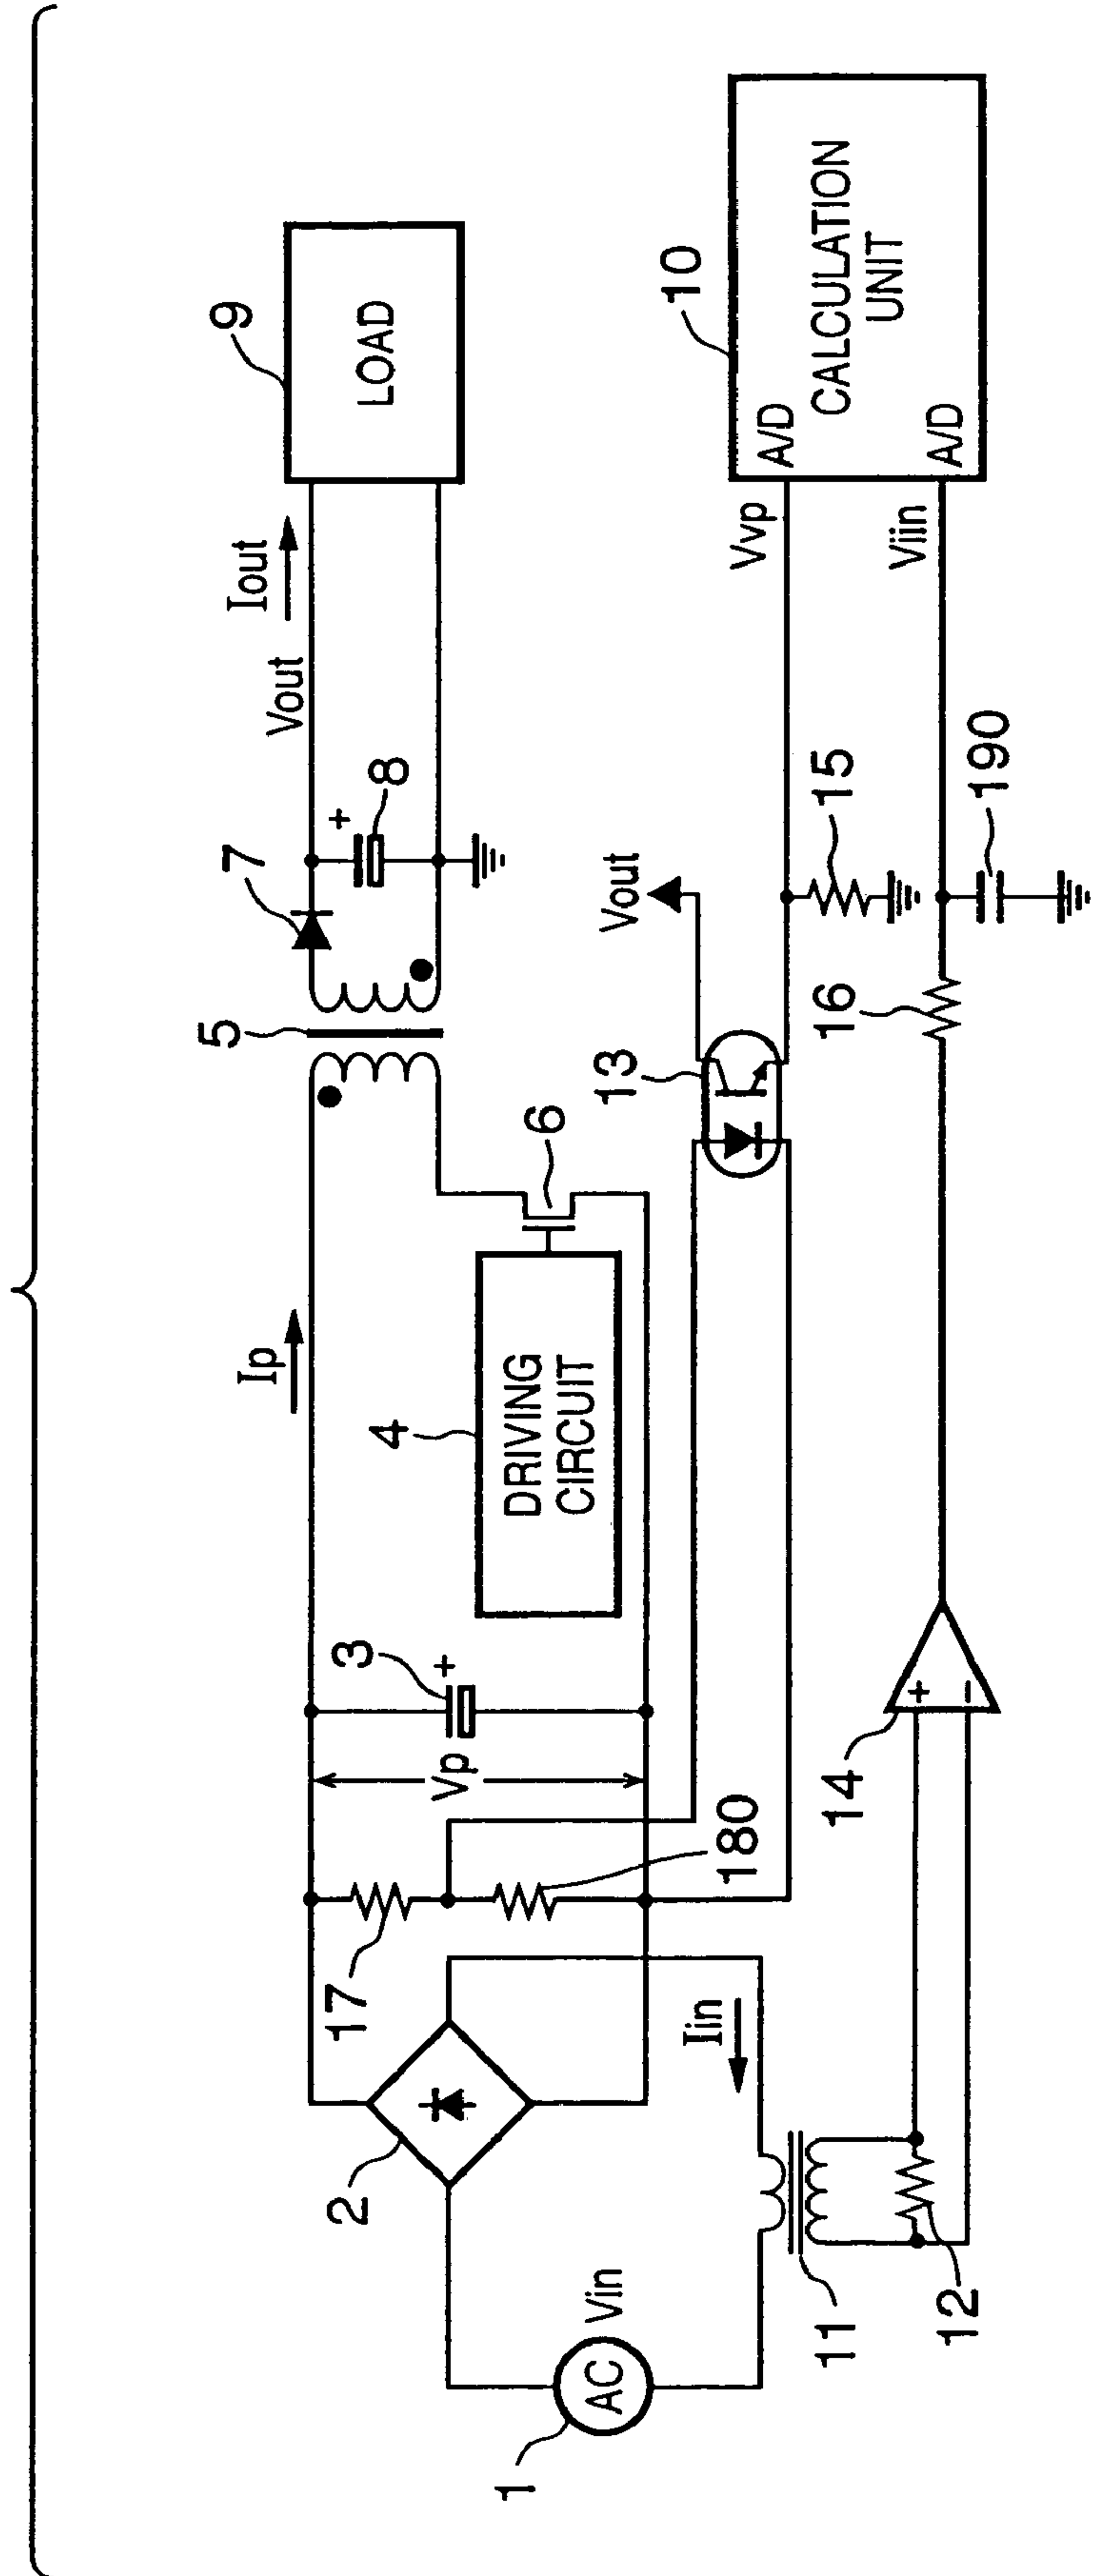 9
LOAD
Iout
Vout
7
+
8
5
Ip
6
4
DRIVING
CIRCUIT
3
+
Vp
17
180
2
Iin
1
AC
Vin
11
12
14
+
−
13
Vout
15
16
190
Vvp
Viin
10
A/D
A/D
CALCULATION
UNIT